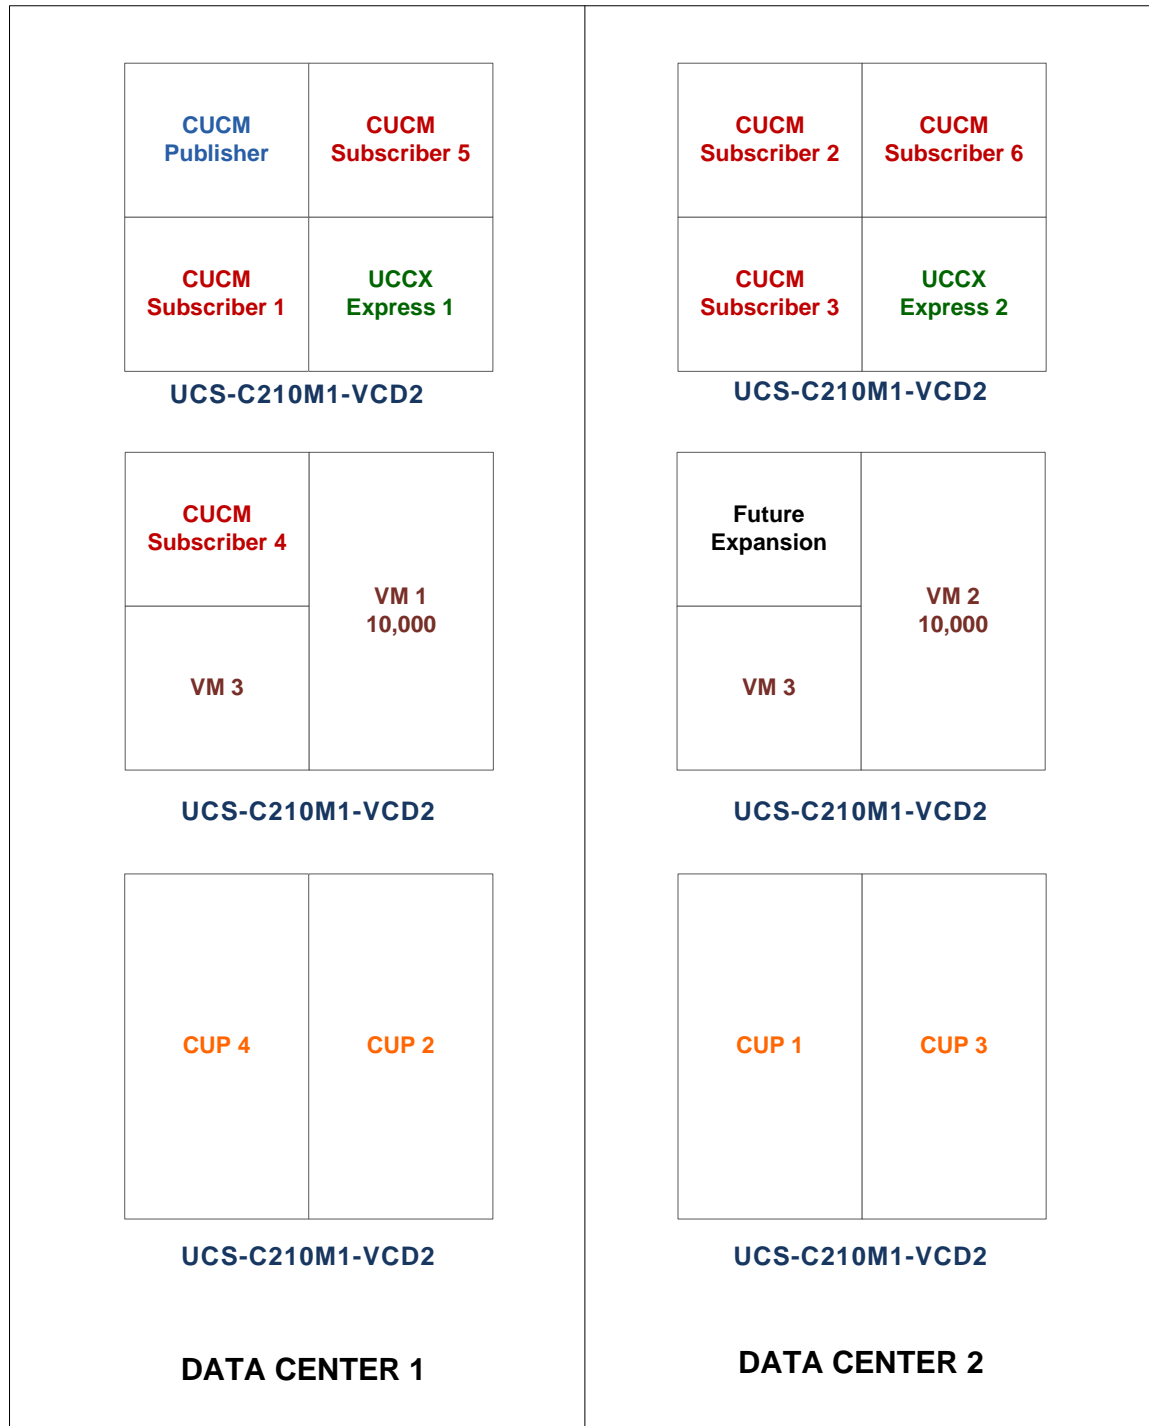 CUCM
Publisher
CUCM
Subscriber 5
CUCM
Subscriber 1
UCCX
Express 1
UCS-C210M1-VCD2
CUCM
Subscriber 4
VM 1
10,000
VM 3
UCS-C210M1-VCD2
CUP 4
CUP 2
UCS-C210M1-VCD2
DATA CENTER 1
CUCM
Subscriber 2
CUCM
Subscriber 6
CUCM
Subscriber 3
UCCX
Express 2
UCS-C210M1-VCD2
Future
Expansion
VM 2
10,000
VM 3
UCS-C210M1-VCD2
CUP 1
CUP 3
UCS-C210M1-VCD2
DATA CENTER 2